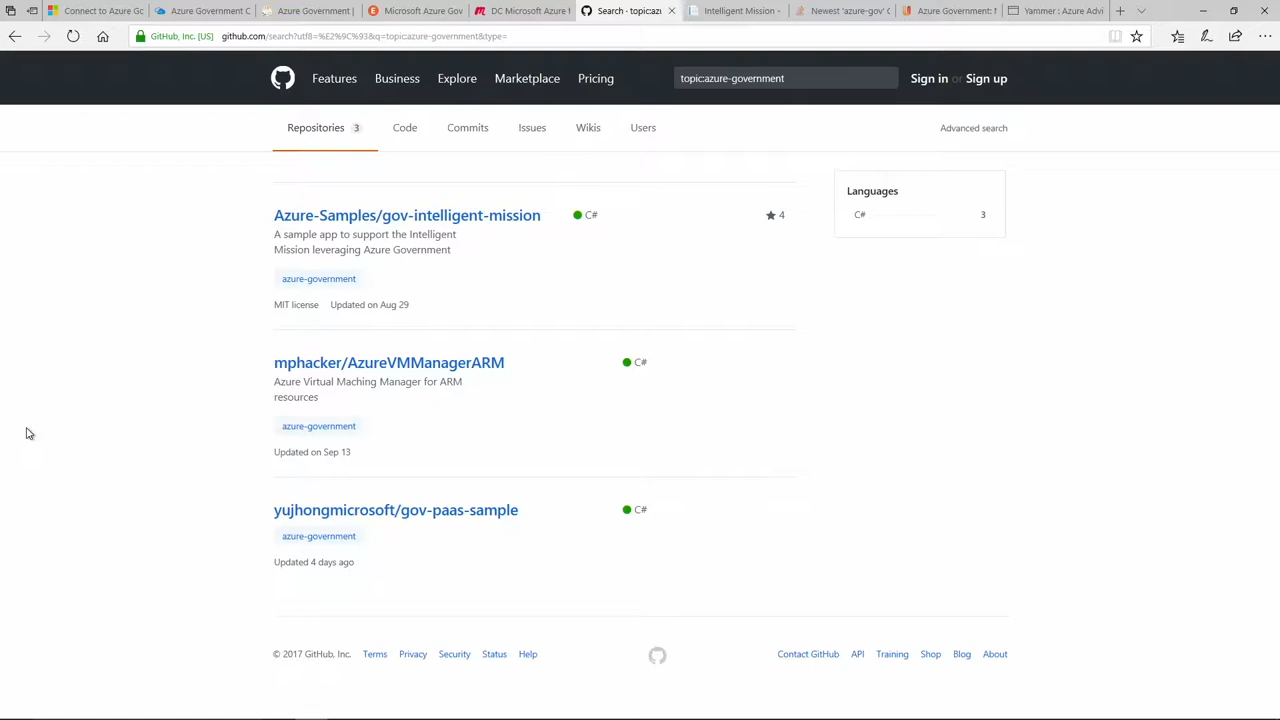 Connect to Azure Go
Azure Government C
Azure Government |
Microsoft Azure Gov
DC Microsoft Azure
Search · topic:az
Intelligent Mission -
Newest 'azure-gov' C
Azure Government:
Yammer : Azure Advi
GitHub, Inc. [US] github.com/search?utf8=%E2%9C%93&q=topic:azure-government&type=
Features Business Explore Marketplace Pricing topic:azure-government Sign in or Sign up
Repositories 3 Code Commits Issues Wikis Users Advanced search
Languages
C# 3
Azure-Samples/gov-intelligent-mission C# 4
A sample app to support the Intelligent
Mission leveraging Azure Government
azure-government
MIT license Updated on Aug 29
mphacker/AzureVMManagerARM C#
Azure Virtual Maching Manager for ARM
resources
azure-government
Updated on Sep 13
yujhongmicrosoft/gov-paas-sample C#
azure-government
Updated 4 days ago
© 2017 GitHub, Inc. Terms Privacy Security Status Help Contact GitHub API Training Shop Blog About